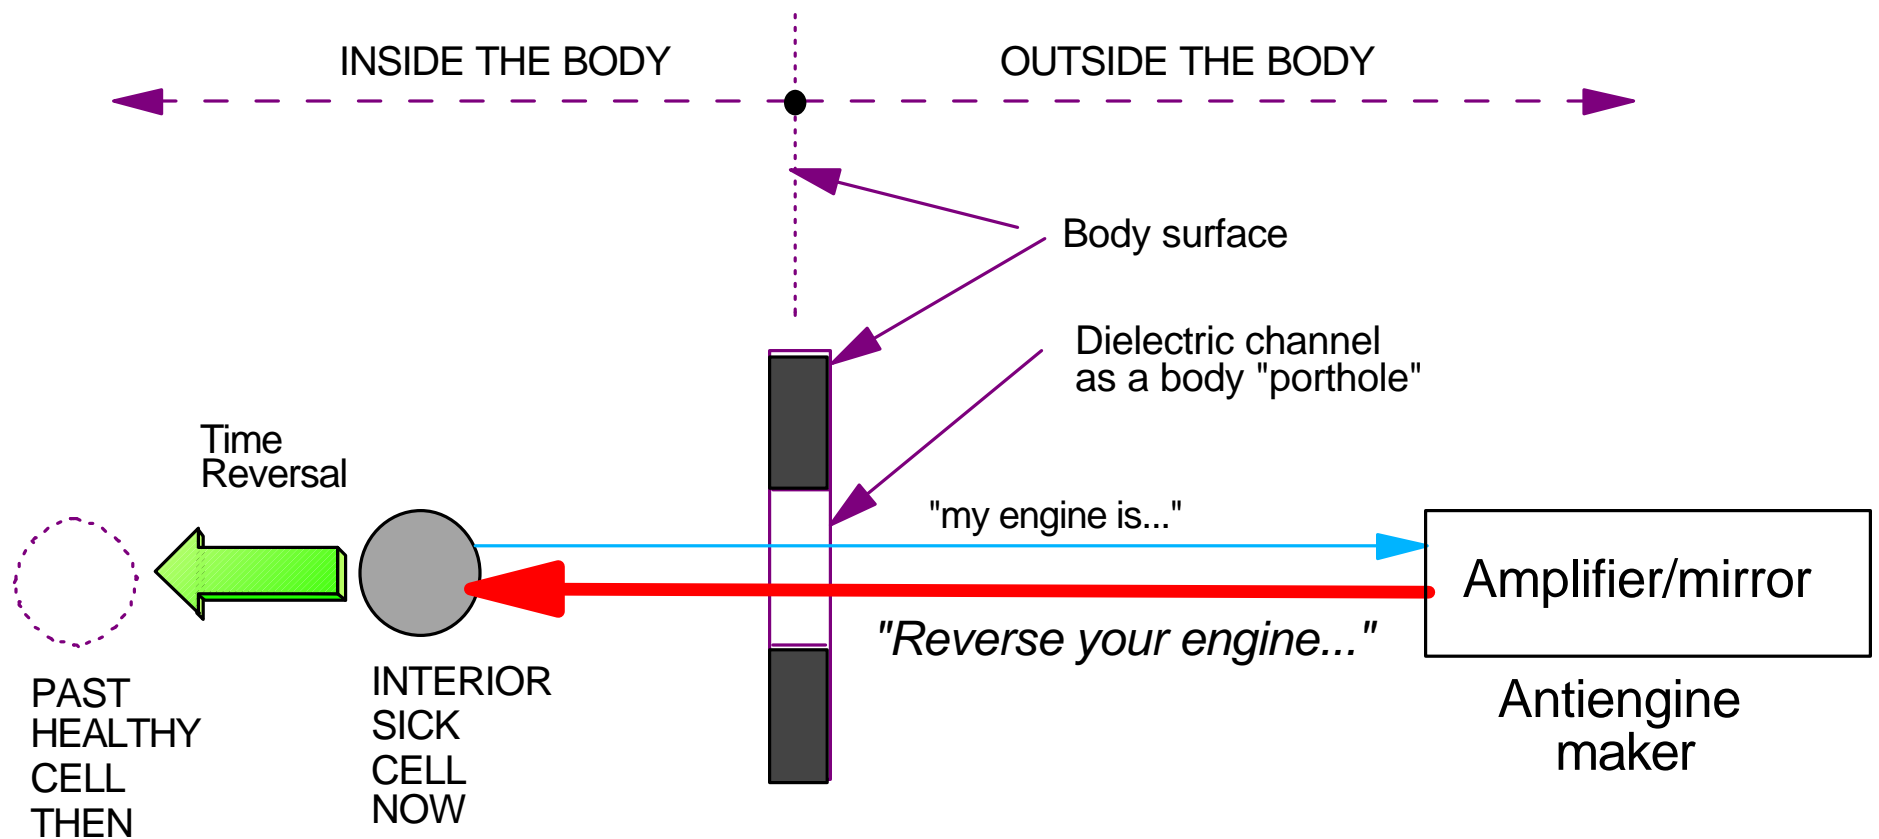 INSIDE THE BODY
OUTSIDE THE BODY
Body surface
Dielectric channel
as a body "porthole"
Time
Reversal
"my engine is..."
Amplifier/mirror
"Reverse your engine..."
Antiengine
maker
PAST
HEALTHY
CELL
THEN
INTERIOR
SICK
CELL
NOW